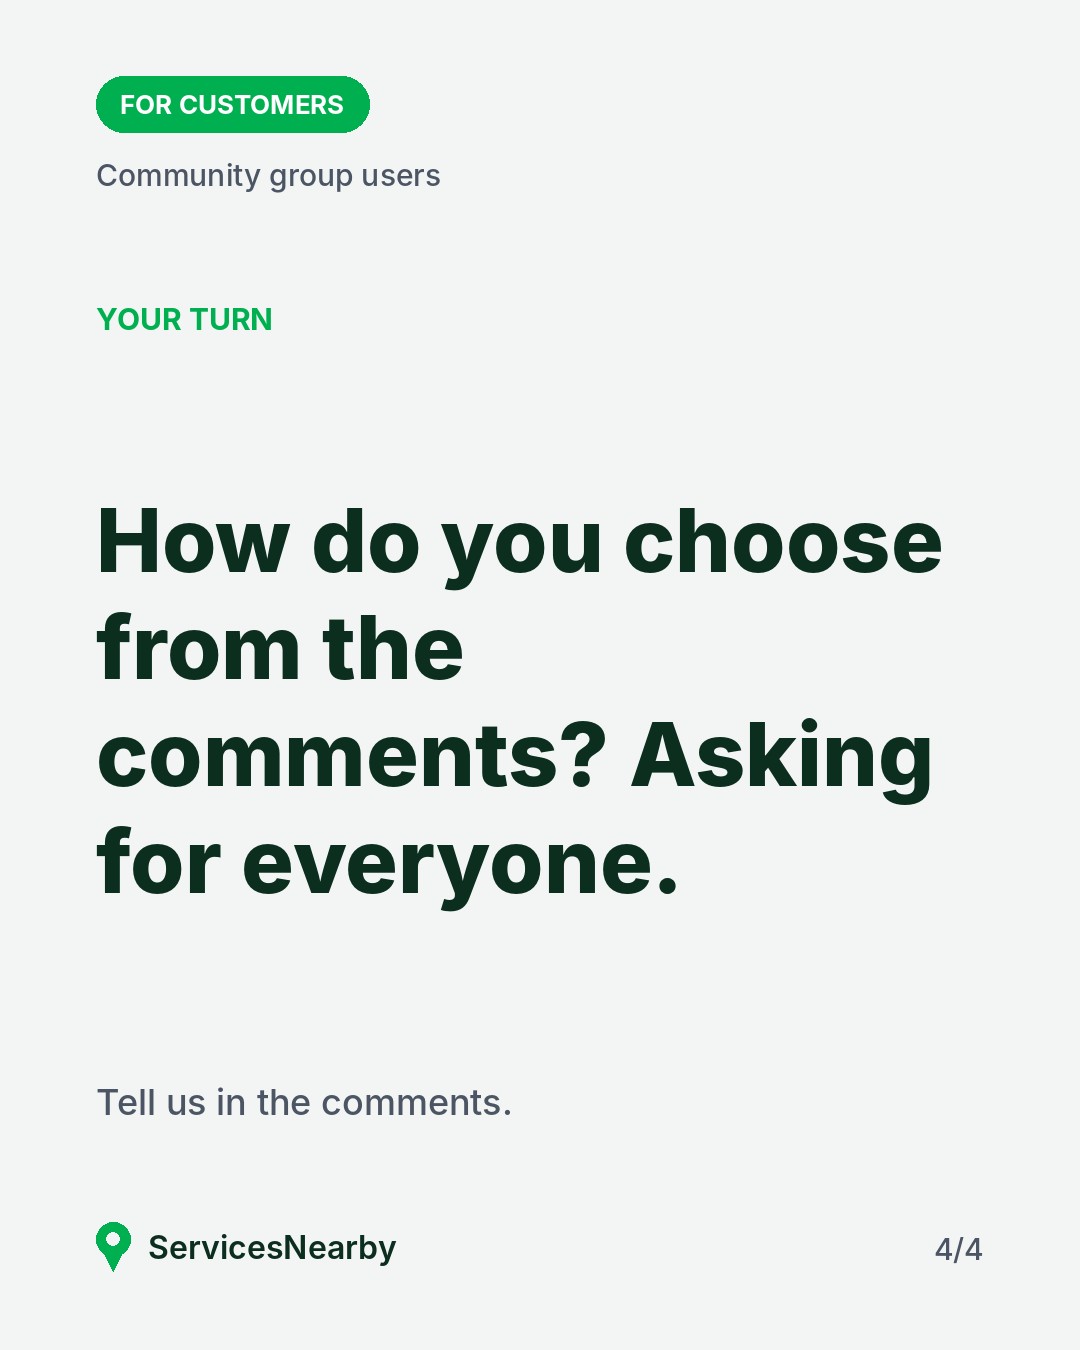 FOR CUSTOMERS
Community group users
YOUR TURN
How do you choose
from the
comments? Asking
for everyone.
Tell us in the comments.
ServicesNearby
4/4